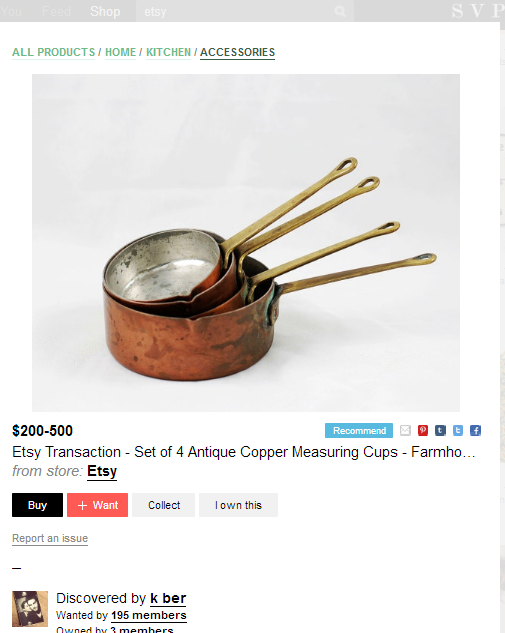 You Feed Shop etsy SVP
ALL PRODUCTS / HOME / KITCHEN / ACCESSORIES
$200-500
Recommend
Etsy Transaction - Set of 4 Antique Copper Measuring Cups - Farmho…
from store: Etsy
Buy + Want Collect I own this
Report an issue
Discovered by k ber
Wanted by 195 members
Owned by 3 members